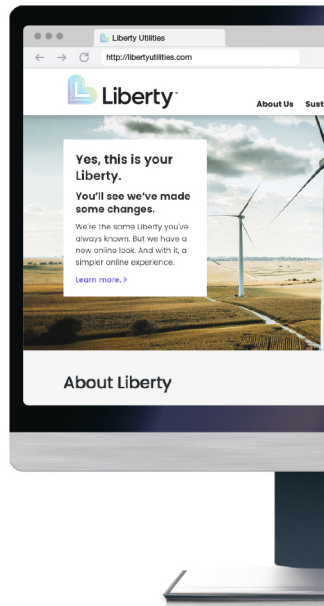 Liberty Utilities
http://libertyutilities.com
Liberty™
About Us Sust
Yes, this is your
Liberty.
You'll see we've made
some changes.
We're the same Liberty you've
always known. But we have a
new online look. And with it, a
simpler online experience.
Learn more.
About Liberty